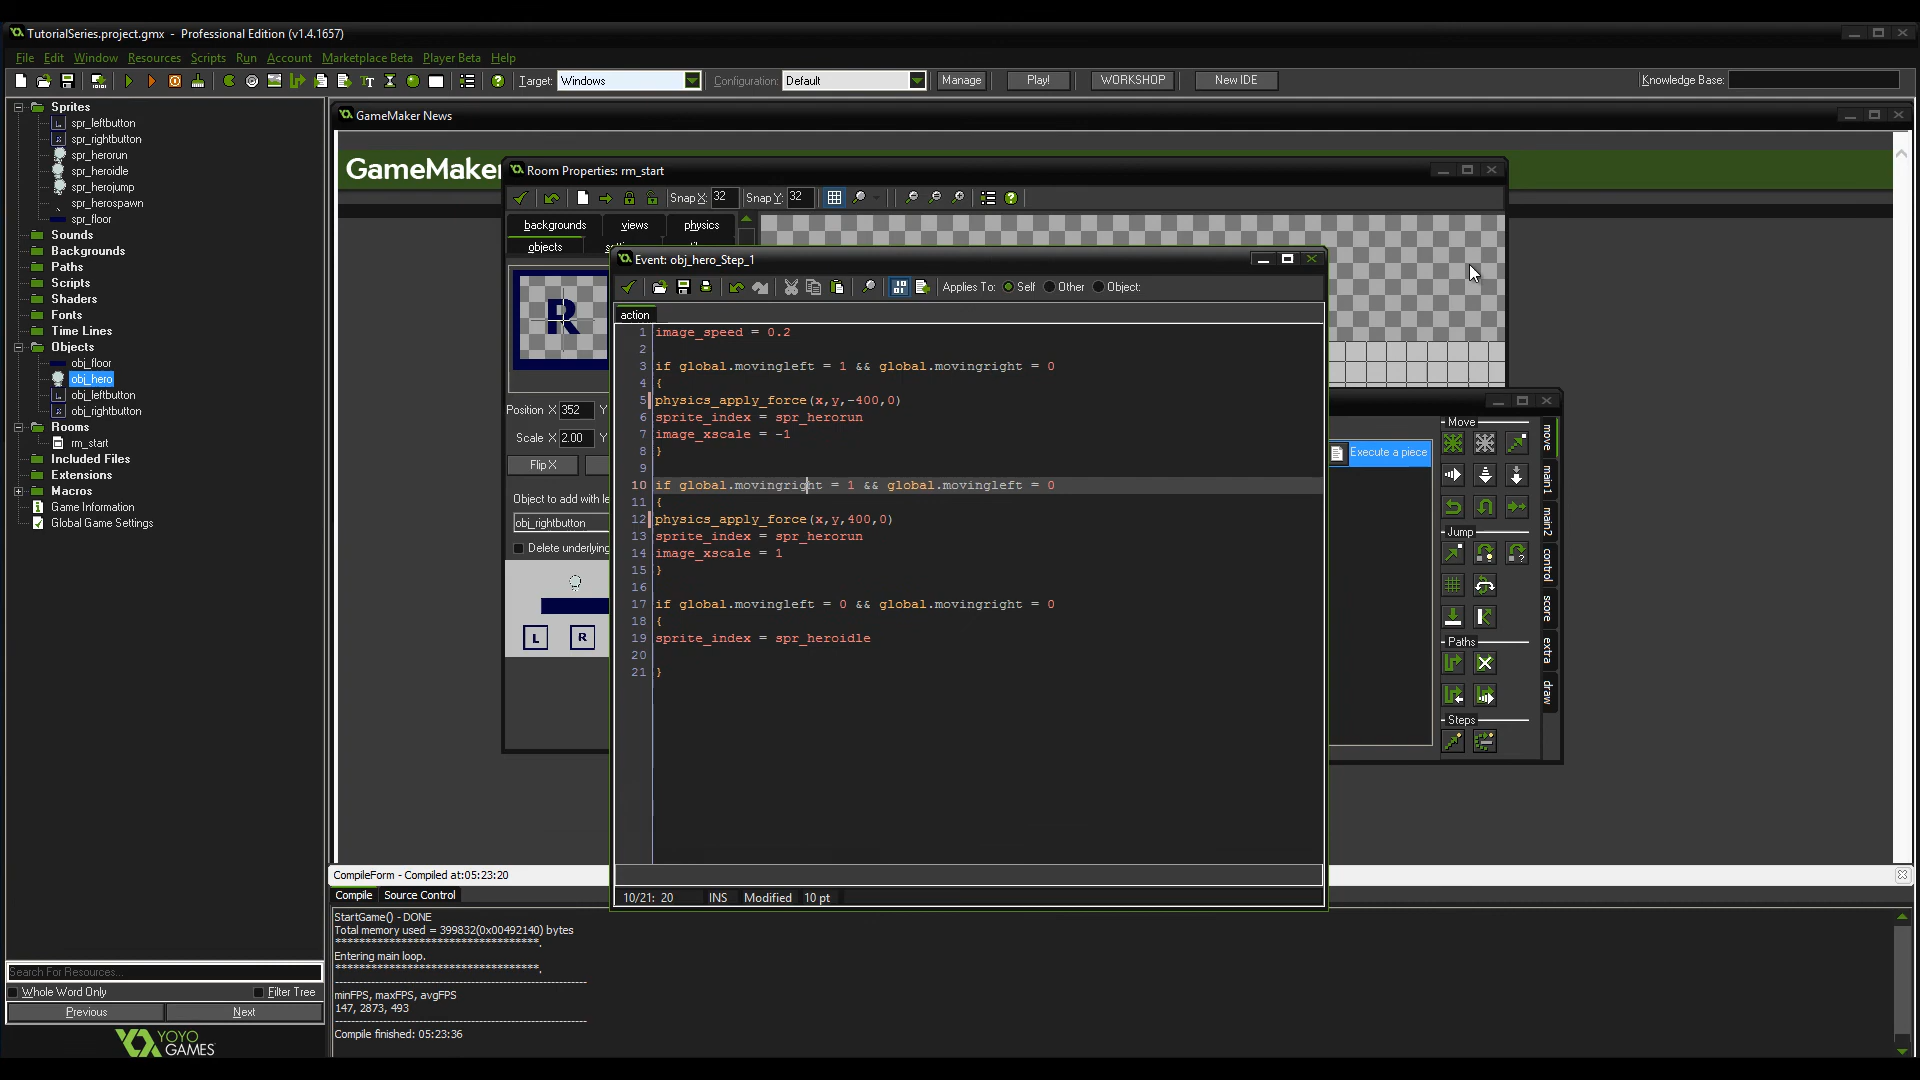 TutorialSeries.project.gmx - Professional Edition (v1.4.1657)
File Edit Window Resources Scripts Run Account Marketplace Beta Player Beta Help
Target: Windows Configuration: Default Manage Play! WORKSHOP New IDE Knowledge Base:
Sprites
spr_leftbutton
spr_rightbutton
spr_herorun
spr_heroidle
spr_herojump
spr_herospawn
spr_floor
Sounds
Backgrounds
Paths
Scripts
Shaders
Fonts
Time Lines
Objects
obj_floor
obj_hero
obj_leftbutton
obj_rightbutton
Rooms
rm_start
Included Files
Extensions
Macros
Game Information
Global Game Settings
Search For Resources...
Whole Word Only Filter Tree
Previous Next
YOYO
GAMES
GameMaker News
GameMaker
Room Properties: rm_start
Snap X: 32 Snap Y: 32
backgrounds views physics
objects
R
Position X 352 Y
Scale X 2.00 Y
Flip X
Object to add with le
obj_rightbutton
Delete underlying
L R
Event: obj_hero_Step_1
Applies To: Self Other Object:
action
1 image_speed = 0.2
2
3 if global.movingleft = 1 && global.movingright = 0
4 {
5 physics_apply_force(x,y,-400,0)
6 sprite_index = spr_herorun
7 image_xscale = -1
8 }
9
10 if global.movingright = 1 && global.movingleft = 0
11 {
12 physics_apply_force(x,y,400,0)
13 sprite_index = spr_herorun
14 image_xscale = 1
15 }
16
17 if global.movingleft = 0 && global.movingright = 0
18 {
19 sprite_index = spr_heroidle
20
21 }
10/21: 20 INS Modified 10 pt
Execute a piece
Move
Jump
Paths
Steps
move
main1
main2
control
score
extra
draw
CompileForm - Compiled at:05:23:20
Compile Source Control
StartGame() - DONE
Total memory used = 399832(0x00492140) bytes
**********************************.
Entering main loop.
**********************************.
---------------------------------------------------------------
minFPS, maxFPS, avgFPS
147, 2873, 493
---------------------------------------------------------------
Compile finished: 05:23:36